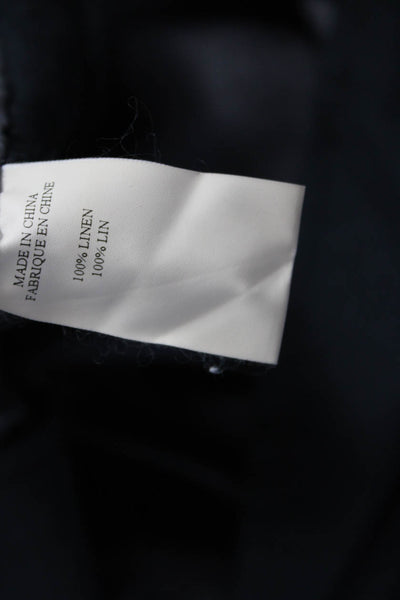 MADE IN CHINA
FABRIQUE EN CHINE
100% LINEN
100% LIN